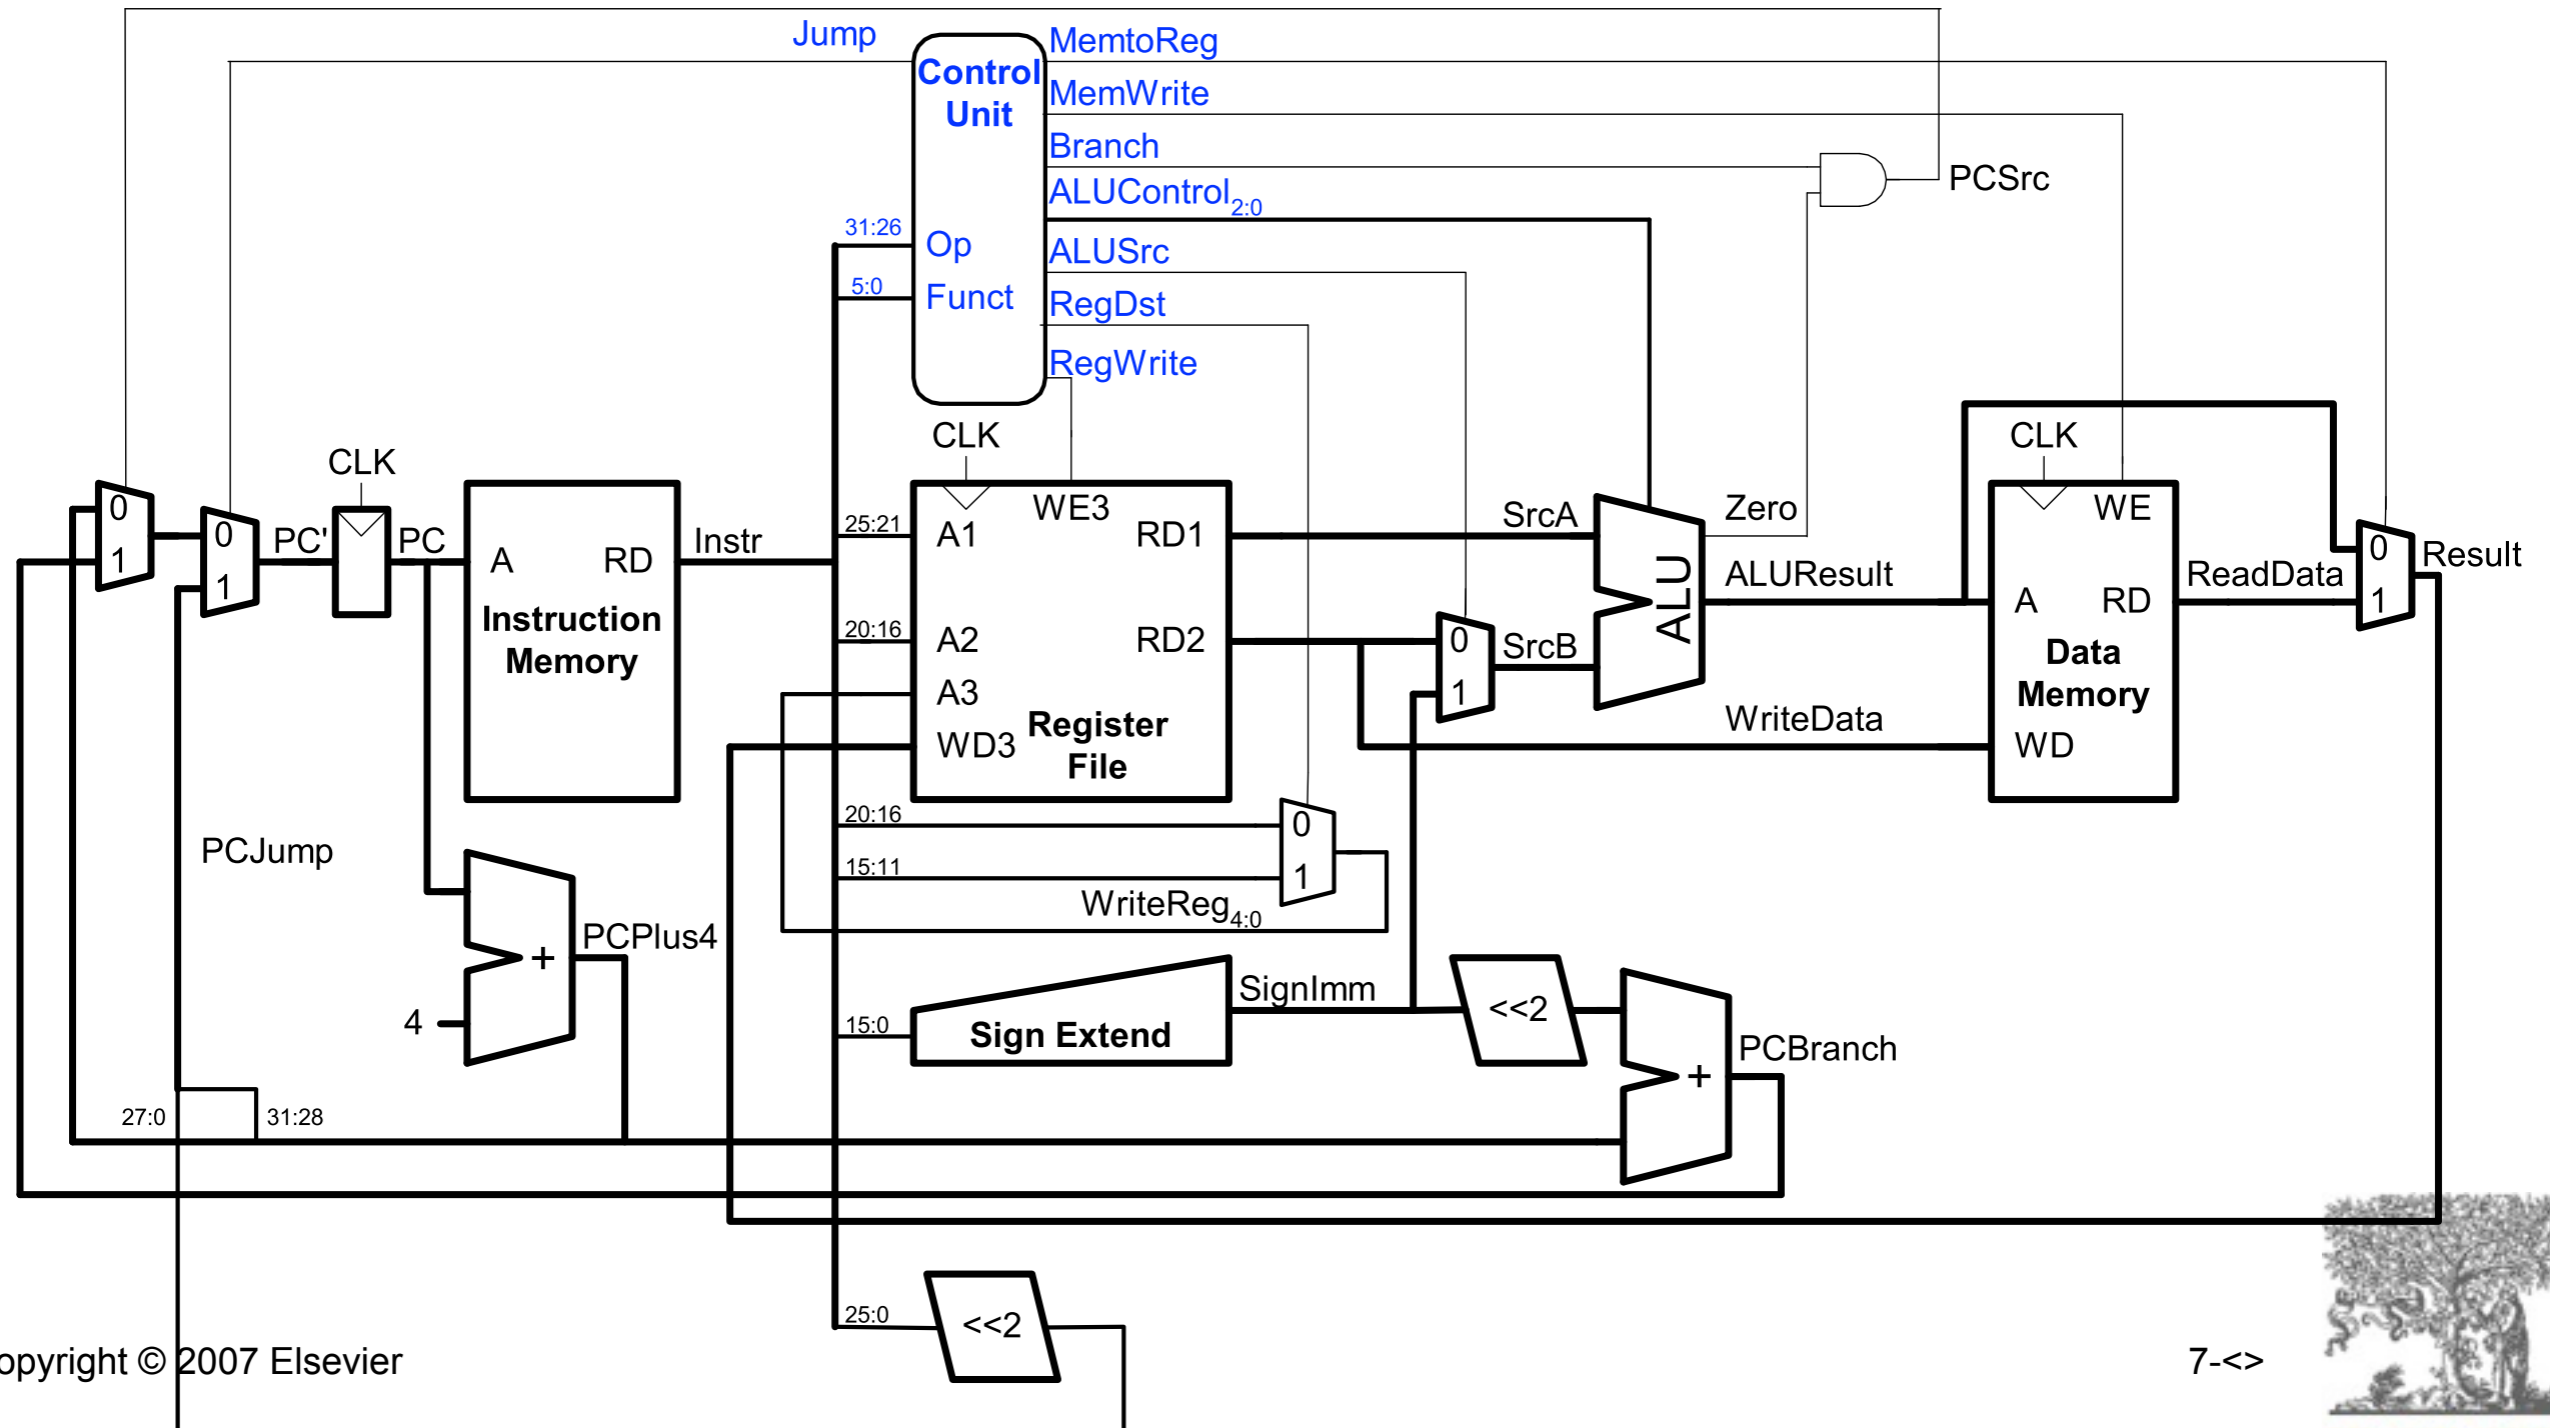 Jump
MemtoReg
Control
Unit
MemWrite
Branch
PCSrc
ALUControl2:0
31:26
Op
ALUSrc
5:0
Funct
RegDst
RegWrite
CLK
CLK
CLK
0
1
0
1
PC'
PC
A
RD
Instruction
Memory
Instr
25:21
A1
WE3
RD1
20:16
A2
RD2
A3
WD3
Register
File
SrcA
0
1
SrcB
ALU
Zero
ALUResult
WriteData
WE
A
RD
Data
Memory
WD
ReadData
0
1
Result
20:16
0
15:11
1
WriteReg4:0
PCJump
+
PCPlus4
4
15:0
Sign Extend
SignImm
<<2
+
PCBranch
27:0
31:28
25:0
<<2
opyright © 2007 Elsevier
7-<>